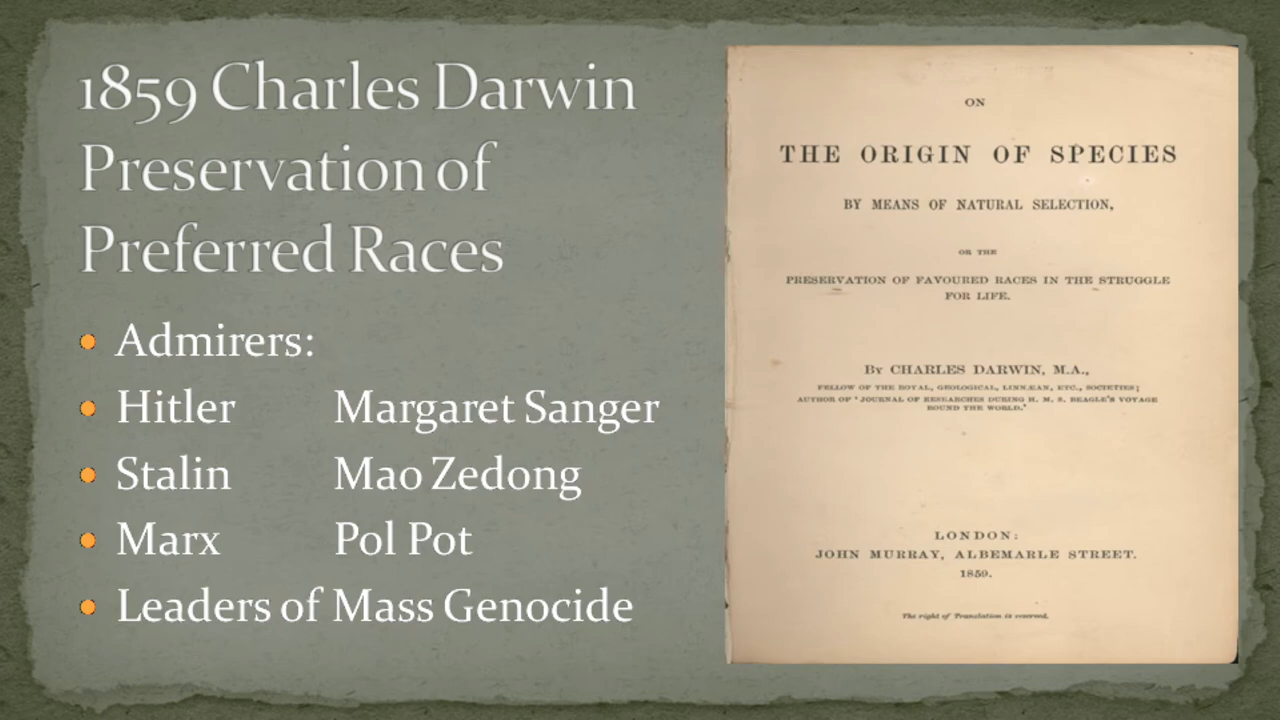 1859 Charles Darwin
Preservation of
Preferred Races
Admirers:
Hitler Margaret Sanger
Stalin Mao Zedong
Marx Pol Pot
Leaders of Mass Genocide
ON
THE ORIGIN OF SPECIES
BY MEANS OF NATURAL SELECTION,
OR THE
PRESERVATION OF FAVOURED RACES IN THE STRUGGLE
FOR LIFE.
By CHARLES DARWIN, M.A.,
FELLOW OF THE ROYAL, GEOLOGICAL, LINNÆAN, ETC., SOCIETIES;
AUTHOR OF 'JOURNAL OF RESEARCHES DURING H. M. S. BEAGLE'S VOYAGE
ROUND THE WORLD.'
LONDON:
JOHN MURRAY, ALBEMARLE STREET.
1859.
The right of Translation is reserved.